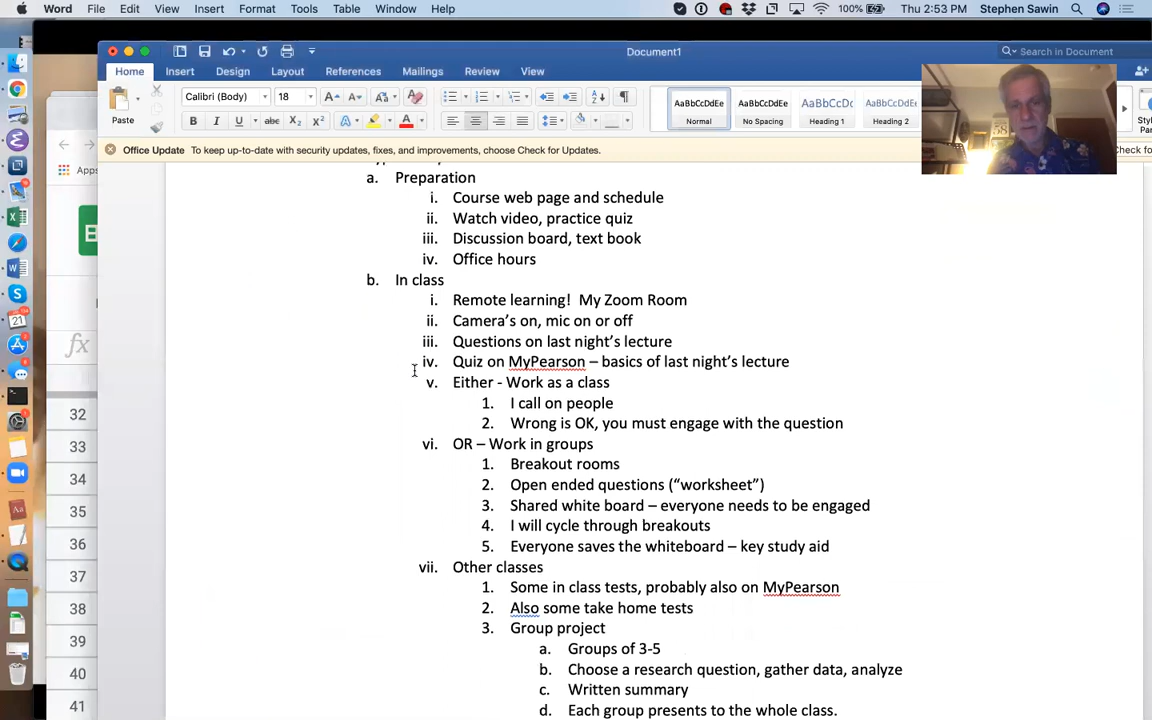 Word File Edit View Insert Format Tools Table Window Help 100% Thu 2:53 PM Stephen Sawin
Document1
Search in Document
Home Insert Design Layout References Mailings Review View
Paste
Calibri (Body) 18
B I U abc X2 X2
AaBbCcDdEe AaBbCcDdEe AaBbCcDc AaBbCcDdEe
Normal No Spacing Heading 1 Heading 2
Office Update To keep up-to-date with security updates, fixes, and improvements, choose Check for Updates.
a. Preparation
i. Course web page and schedule
ii. Watch video, practice quiz
iii. Discussion board, text book
iv. Office hours
b. In class
i. Remote learning! My Zoom Room
ii. Camera's on, mic on or off
iii. Questions on last night's lecture
iv. Quiz on MyPearson – basics of last night's lecture
v. Either - Work as a class
1. I call on people
2. Wrong is OK, you must engage with the question
vi. OR – Work in groups
1. Breakout rooms
2. Open ended questions (“worksheet”)
3. Shared white board – everyone needs to be engaged
4. I will cycle through breakouts
5. Everyone saves the whiteboard – key study aid
vii. Other classes
1. Some in class tests, probably also on MyPearson
2. Also some take home tests
3. Group project
a. Groups of 3-5
b. Choose a research question, gather data, analyze
c. Written summary
d. Each group presents to the whole class.
Apps
fx
32
33
34
35
36
37
38
39
40
41